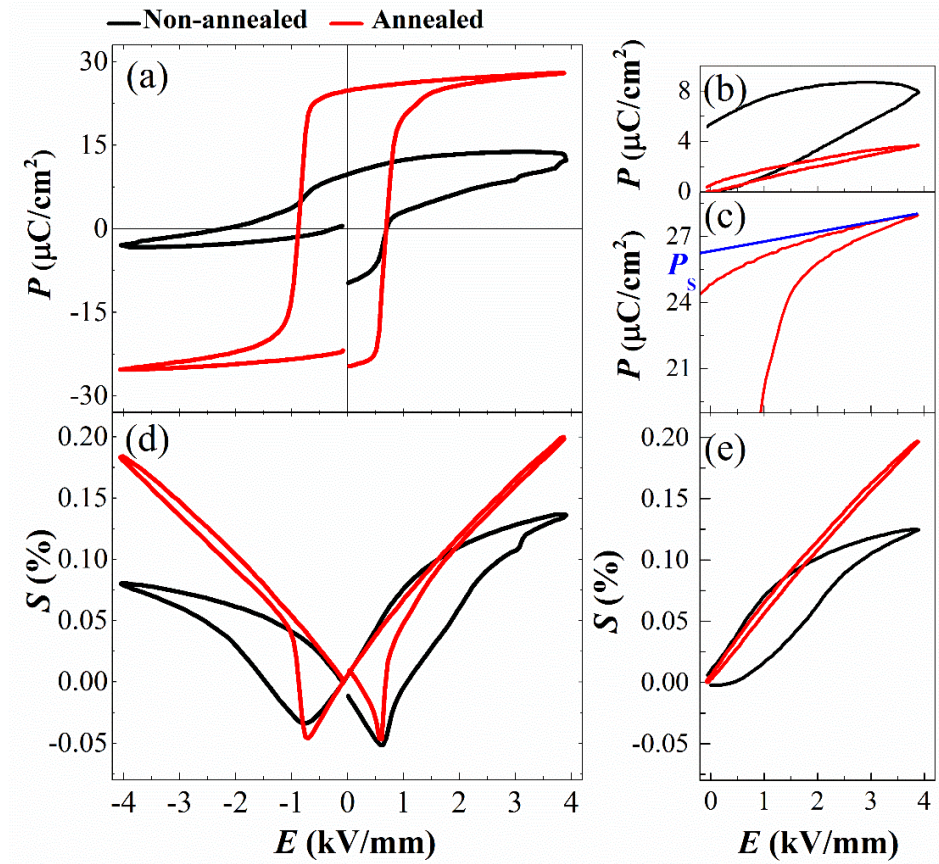 Non-annealed Annealed
(a)
30
15
0
-15
-30
P (μC/cm²)
(b)
8
4
0
P (μC/cm²)
(c)
27
24
21
Ps
P (μC/cm²)
(d)
0.20
0.15
0.10
0.05
0.00
-0.05
S (%)
-4 -3 -2 -1 0 1 2 3 4
E (kV/mm)
(e)
0.20
0.15
0.10
0.05
0.00
-0.05
S (%)
0 1 2 3 4
E (kV/mm)